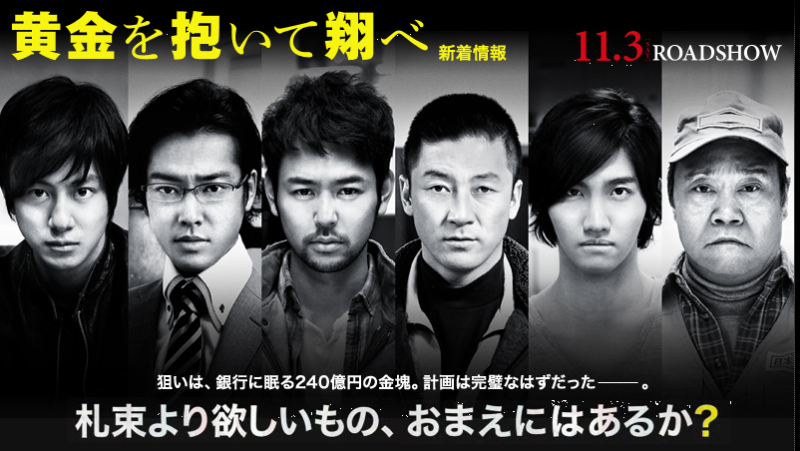 黄金を抱いて翔べ
新着情報
11.3 ROADSHOW
狙いは、銀行に眠る240億円の金塊。計画は完璧なはずだった――。
札束より欲しいもの、おまえにはあるか?